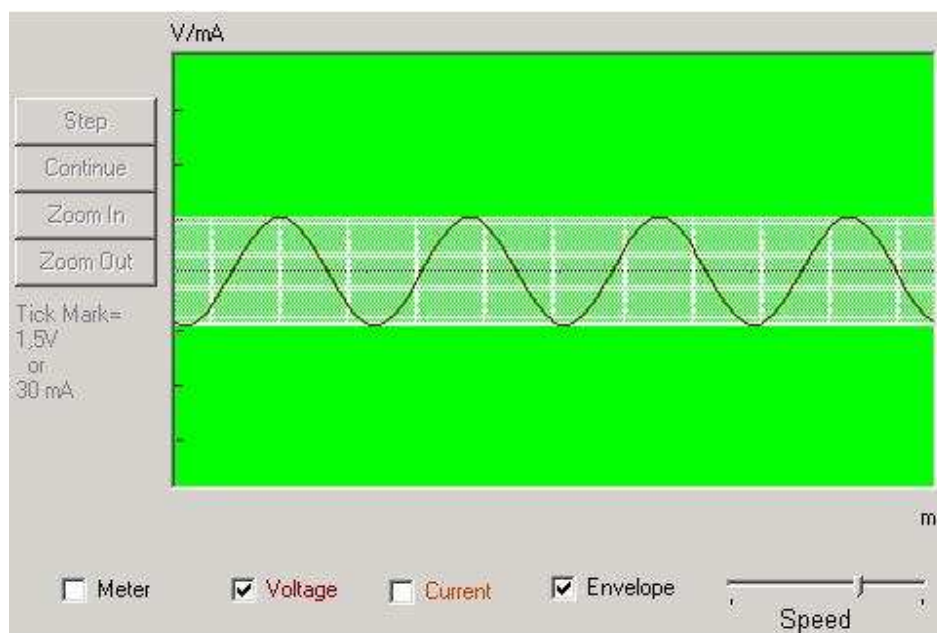 V/mA
Step
Continue
Zoom In
Zoom Out
Tick Mark=
1.5V
or
30 mA
m
Meter
Voltage
Current
Envelope
Speed